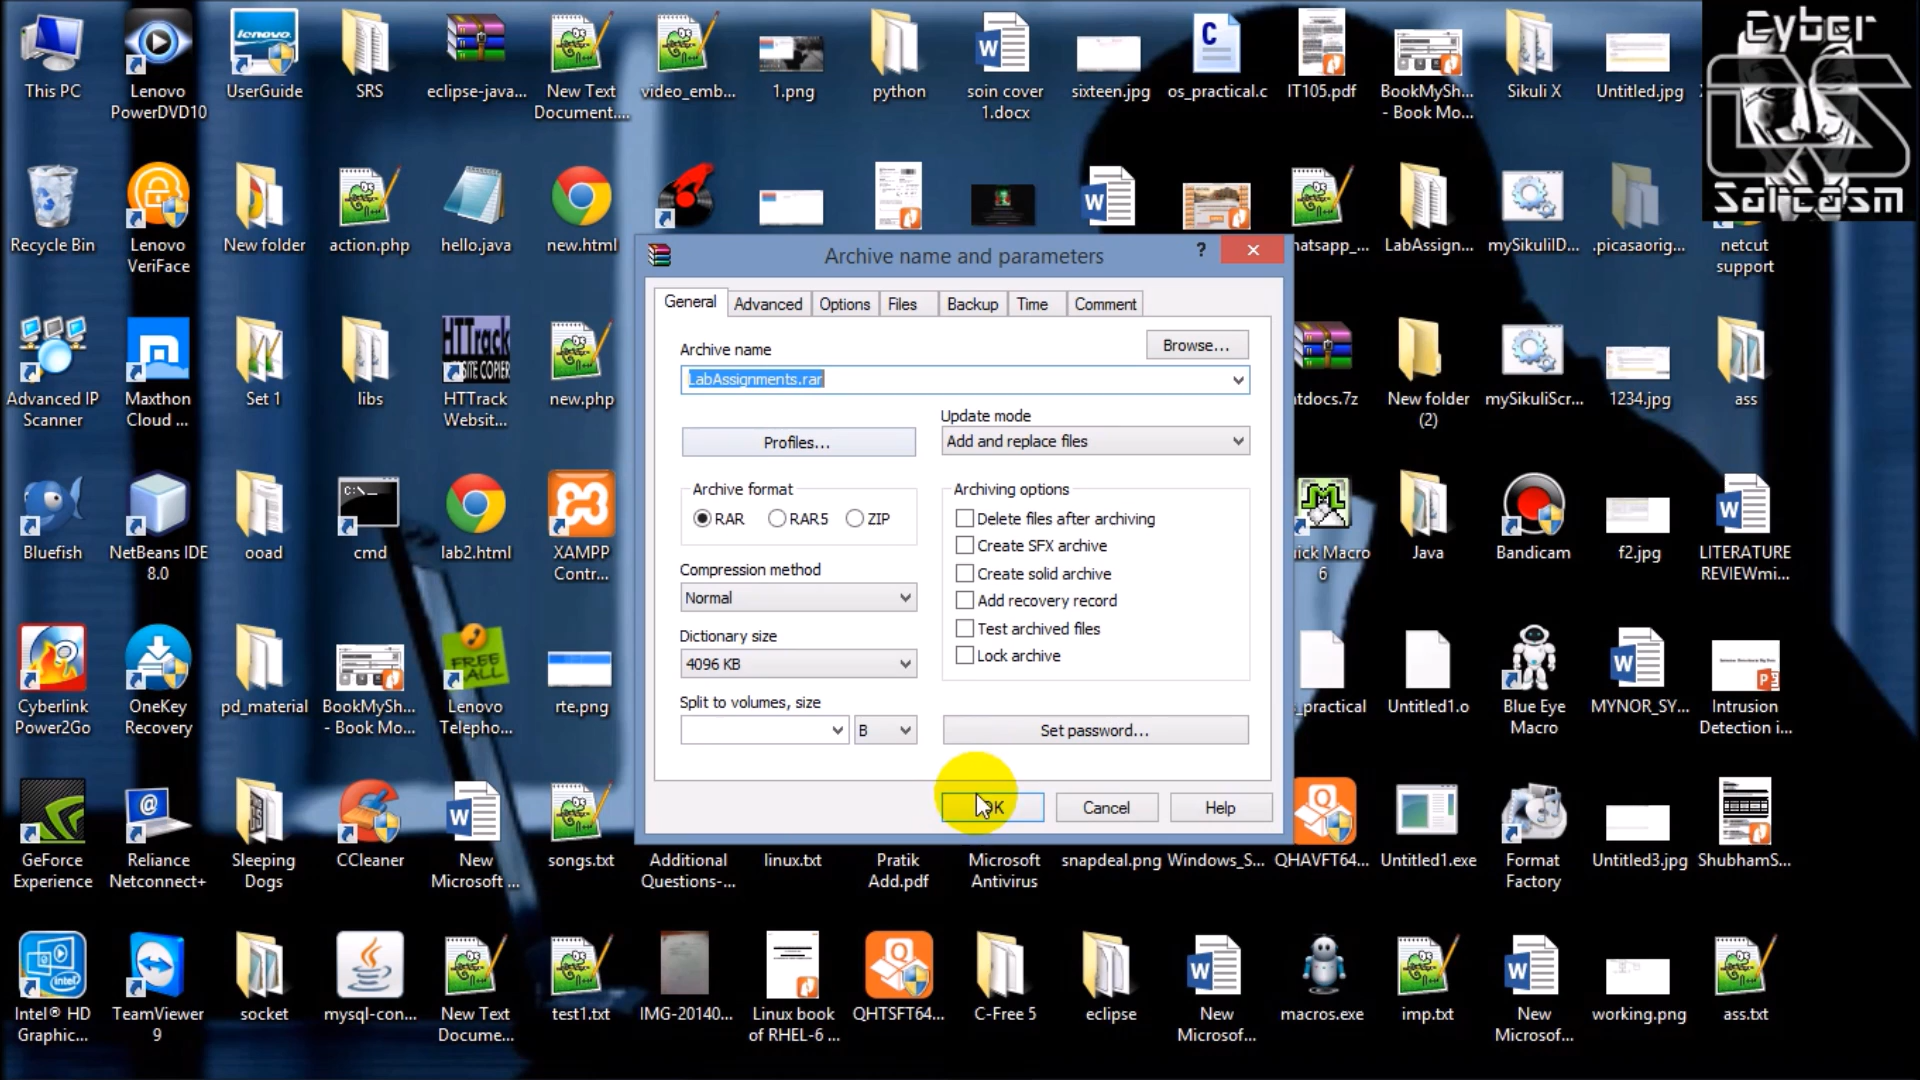 This PC
Lenovo PowerDVD10
UserGuide
SRS
eclipse-java...
New Text Document....
video_emb...
1.png
python
soin cover 1.docx
sixteen.jpg
os_practical.c
IT105.pdf
BookMySh... - Book Mo...
Sikuli X
Untitled.jpg
Cyber
Sarcasm
Recycle Bin
Lenovo VeriFace
New folder
action.php
hello.java
new.html
LabAssign...
mySikuliID...
.picasaorig...
netcut support
Archive name and parameters
?
General
Advanced
Options
Files
Backup
Time
Comment
Archive name
Browse...
LabAssignments.rar
Update mode
Profiles...
Add and replace files
Archive format
RAR
RAR5
ZIP
Archiving options
Delete files after archiving
Create SFX archive
Create solid archive
Add recovery record
Test archived files
Lock archive
Compression method
Normal
Dictionary size
4096 KB
Split to volumes, size
B
Set password...
OK
Cancel
Help
Advanced IP Scanner
Maxthon Cloud ...
Set 1
libs
HTTrack Websit...
new.php
ntdocs.7z
New folder (2)
mySikuliScr...
1234.jpg
ass
Bluefish
NetBeans IDE 8.0
ooad
cmd
lab2.html
XAMPP Contr...
Java
Bandicam
f2.jpg
LITERATURE REVIEWmi...
Cyberlink Power2Go
OneKey Recovery
pd_material
BookMySh... - Book Mo...
Lenovo Telepho...
rte.png
Untitled1.o
Blue Eye Macro
MYNOR_SY...
Intrusion Detection i...
GeForce Experience
Reliance Netconnect+
Sleeping Dogs
CCleaner
New Microsoft ...
songs.txt
Additional Questions-...
linux.txt
Pratik Add.pdf
Microsoft Antivirus
snapdeal.png
Windows_S...
QHAVFT64...
Untitled1.exe
Format Factory
Untitled3.jpg
ShubhamS...
Intel® HD Graphic...
TeamViewer 9
socket
mysql-con...
New Text Docume...
test1.txt
IMG-20140...
Linux book of RHEL-6 ...
QHTSFT64...
C-Free 5
eclipse
New Microsof...
macros.exe
imp.txt
New Microsof...
working.png
ass.txt